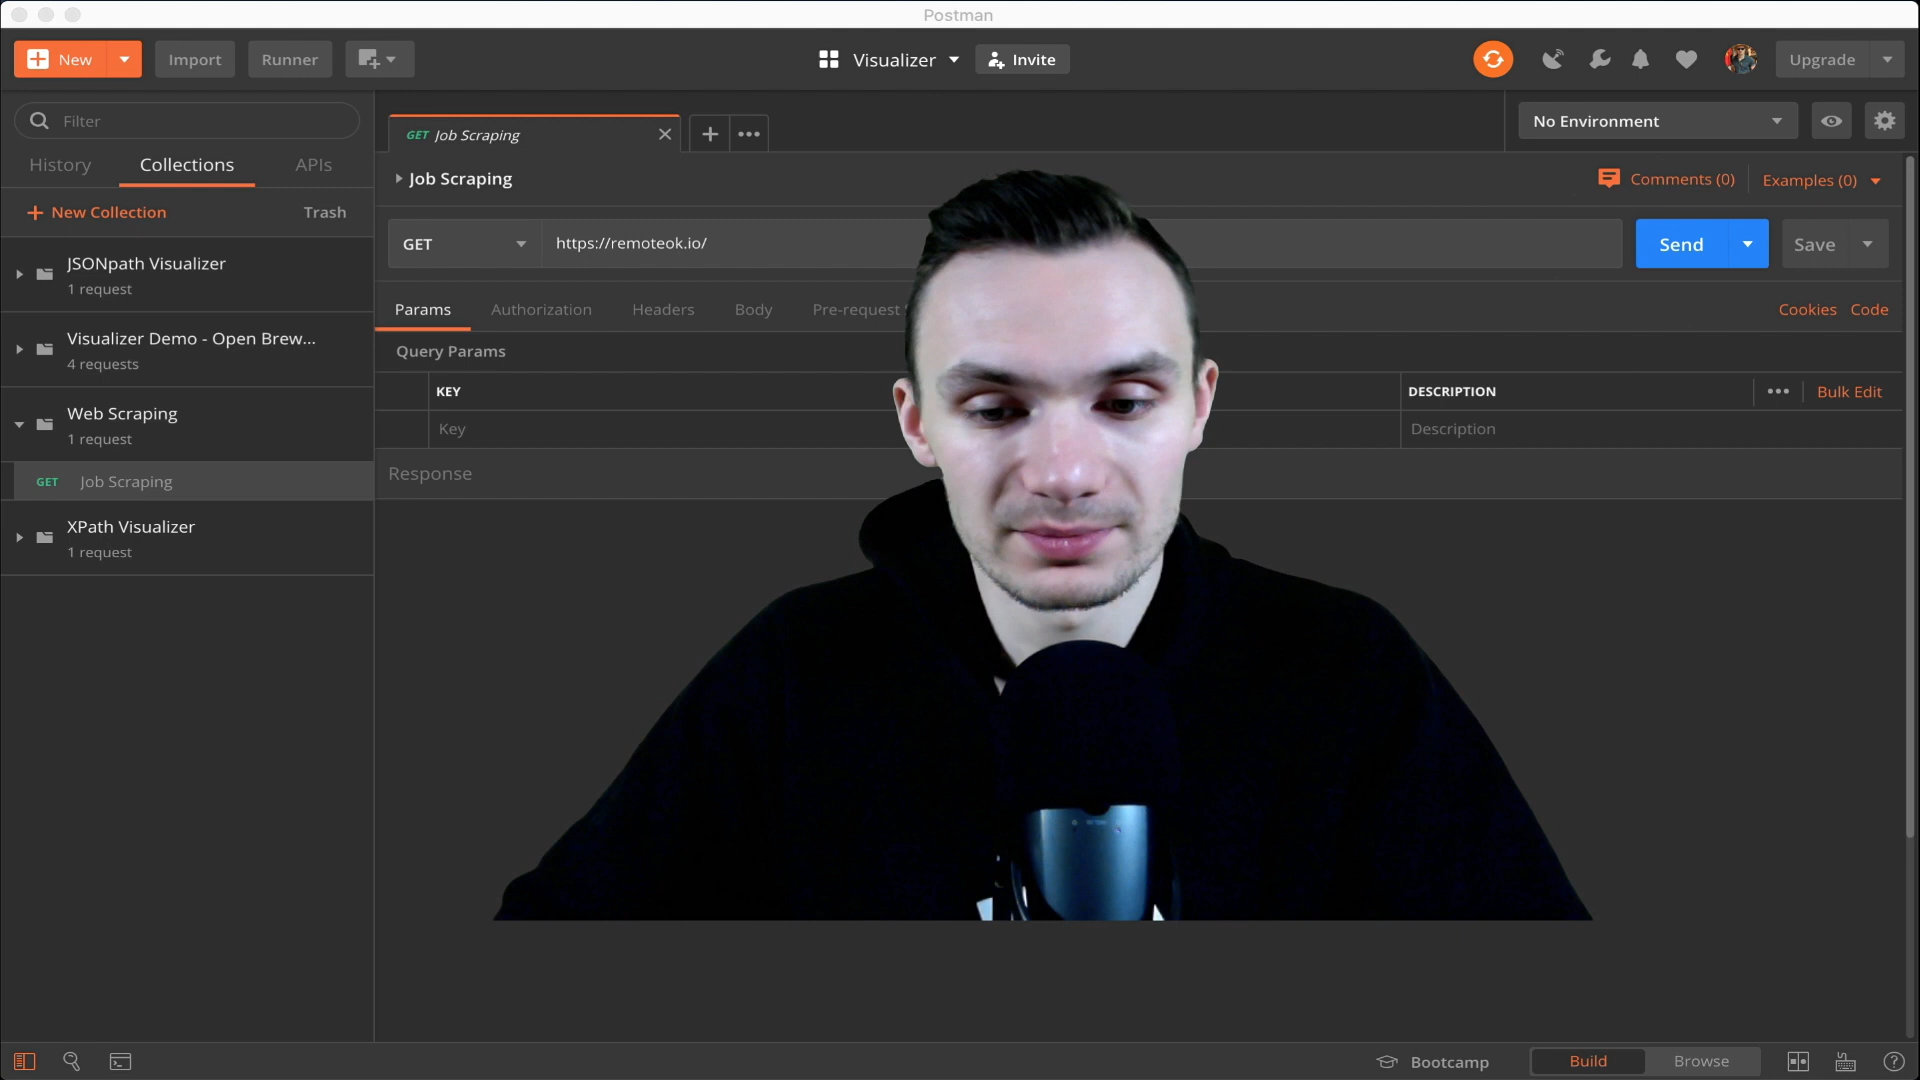 Postman
New
Import
Runner
Visualizer
Invite
Upgrade
Filter
GET Job Scraping
No Environment
History
Collections
APIs
Job Scraping
Comments (0)
Examples (0)
New Collection
Trash
GET
https://remoteok.io/
Send
Save
JSONpath Visualizer
1 request
Params
Authorization
Headers
Body
Pre-request
Cookies
Code
Visualizer Demo - Open Brew...
4 requests
Query Params
KEY
DESCRIPTION
Bulk Edit
Key
Description
Web Scraping
1 request
Response
GET Job Scraping
XPath Visualizer
1 request
Bootcamp
Build
Browse